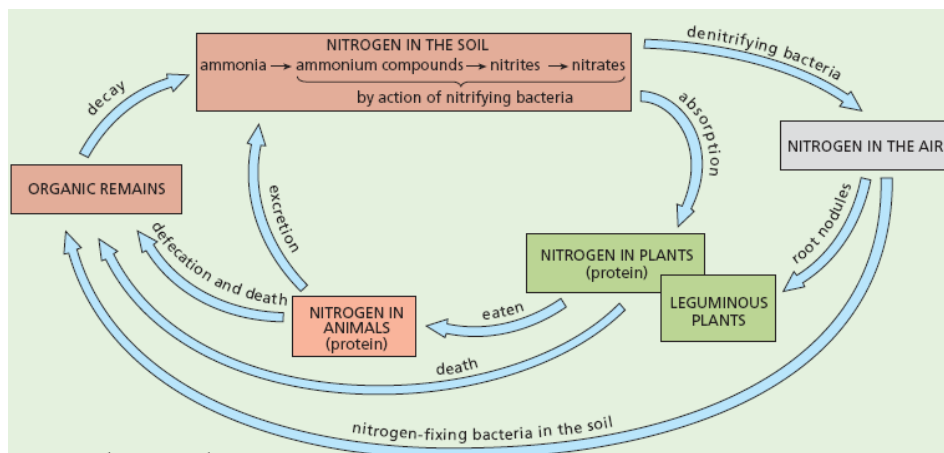 NITROGEN IN THE SOIL
ammonia → ammonium compounds → nitrites → nitrates
by action of nitrifying bacteria
denitrifying bacteria
decay
absorption
NITROGEN IN THE AIR
ORGANIC REMAINS
excretion
root nodules
defecation and death
NITROGEN IN PLANTS
(protein)
LEGUMINOUS
PLANTS
NITROGEN IN
ANIMALS
(protein)
eaten
death
nitrogen-fixing bacteria in the soil